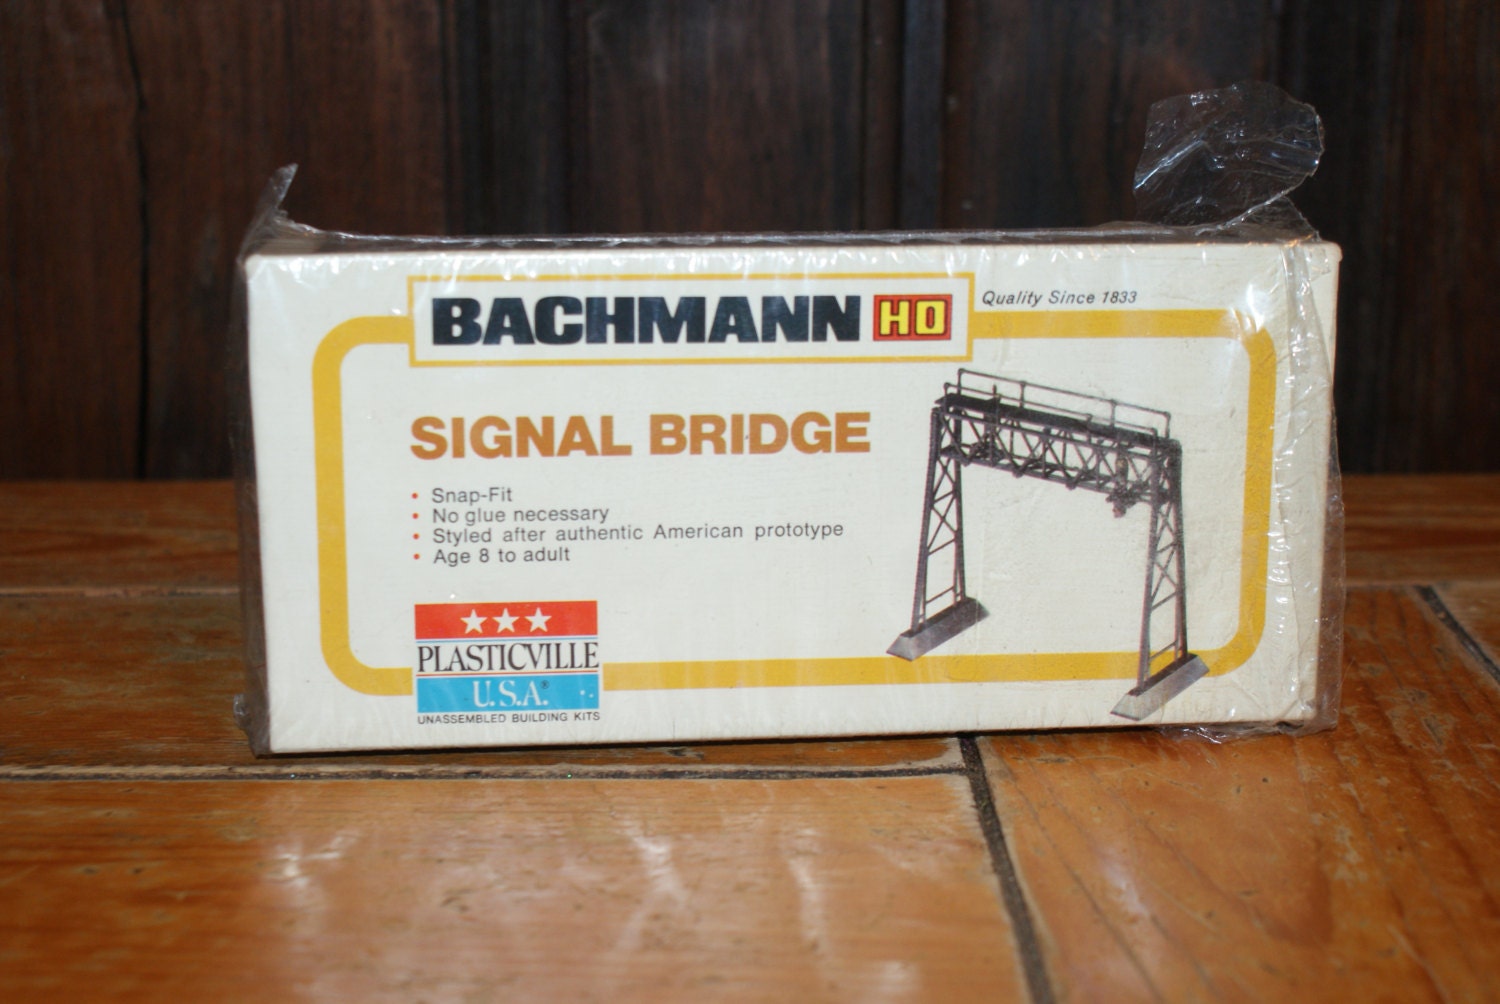 BACHMANN HO
Quality Since 1833
SIGNAL BRIDGE
• Snap-Fit
• No glue necessary
• Styled after authentic American prototype
• Age 8 to adult
PLASTICVILLE
U.S.A.®
UNASSEMBLED BUILDING KITS